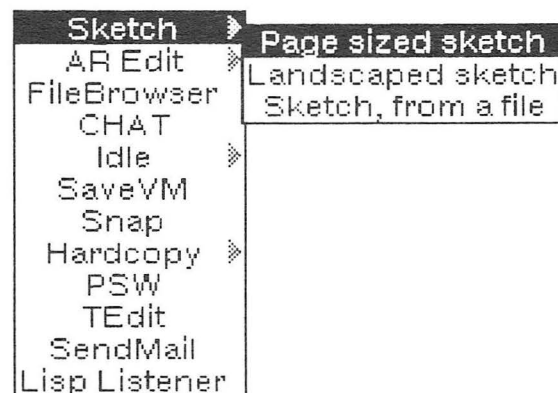 Sketch
AR Edit
FileBrowser
CHAT
Idle
SaveVM
Snap
Hardcopy
PSW
TEdit
SendMail
Lisp Listener
Page sized sketch
Landscaped sketch
Sketch, from a file